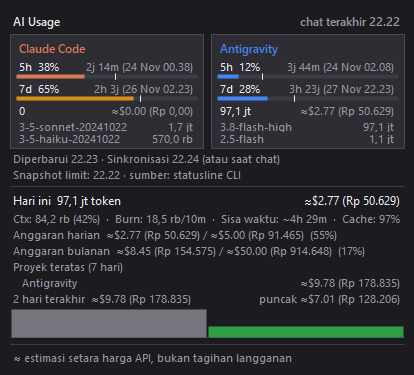 AI Usage chat terakhir 22.22
Claude Code
5h 38% 2j 14m (24 Nov 00.38)
7d 65% 2h 3j (26 Nov 02.23)
0 ≈$0.00 (Rp 0,00)
3-5-sonnet-20241022 1,7 jt
3-5-haiku-20241022 570,0 rb
Antigravity
5h 12% 3j 44m (24 Nov 02.08)
7d 28% 3h 23j (27 Nov 22.23)
97,1 jt ≈$2.77 (Rp 50.629)
3.8-flash-high 97,1 jt
2.5-flash 1,1 jt
Diperbarui 22.23 · Sinkronisasi 22.24 (atau saat chat)
Snapshot limit: 22.22 · sumber: statusline CLI
Hari ini 97,1 jt token ≈$2.77 (Rp 50.629)
Ctx: 84,2 rb (42%) · Burn: 18,5 rb/10m · Sisa waktu: ~4h 29m · Cache: 97%
Anggaran harian ≈$2.77 (Rp 50.629) / ≈$5.00 (Rp 91.465) (55%)
Anggaran bulanan ≈$8.45 (Rp 154.575) / ≈$50.00 (Rp 914.648) (17%)
Proyek teratas (7 hari)
Antigravity ≈$9.78 (Rp 178.835)
2 hari terakhir ≈$9.78 (Rp 178.835) puncak ≈$7.01 (Rp 128.206)
≈ estimasi setara harga API, bukan tagihan langganan